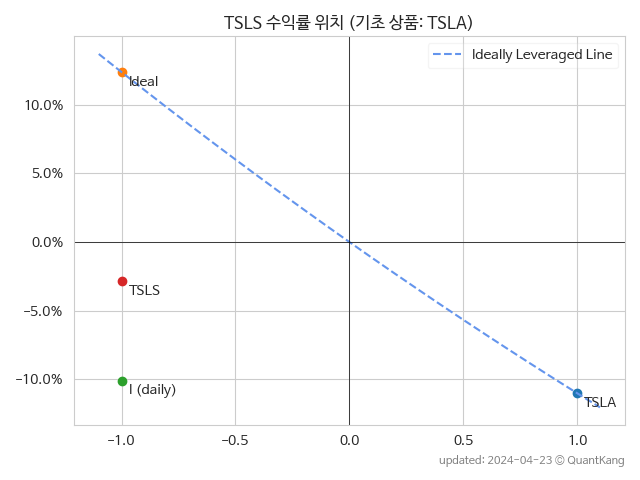 TSLS 수익률 위치 (기초 상품: TSLA)
Ideally Leveraged Line
Ideal
10.0%
5.0%
0.0%
TSLS
−5.0%
I (daily)
−10.0%
TSLA
−1.0
−0.5
0.0
0.5
1.0
updated: 2024-04-23 © QuantKang